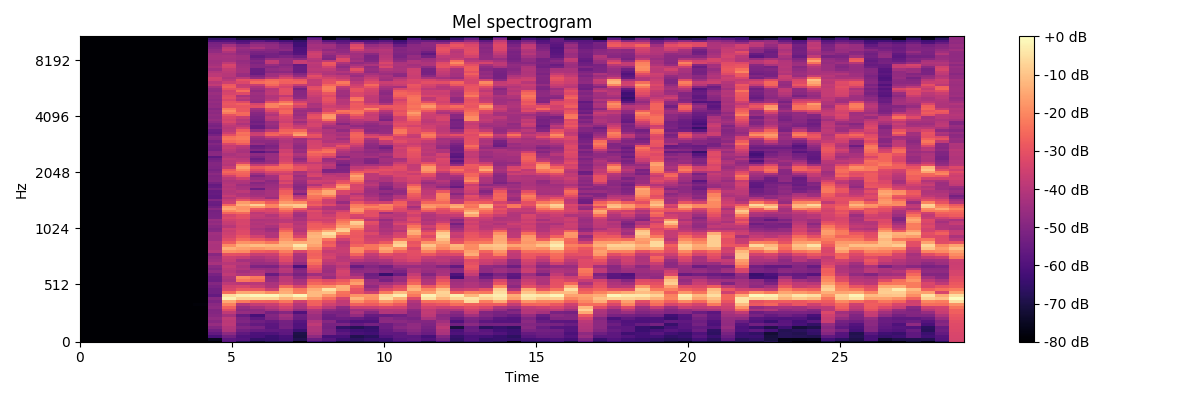 Mel spectrogram
8192
4096
2048
1024
512
0
Hz
0 5 10 15 20 25
Time
+0 dB
-10 dB
-20 dB
-30 dB
-40 dB
-50 dB
-60 dB
-70 dB
-80 dB